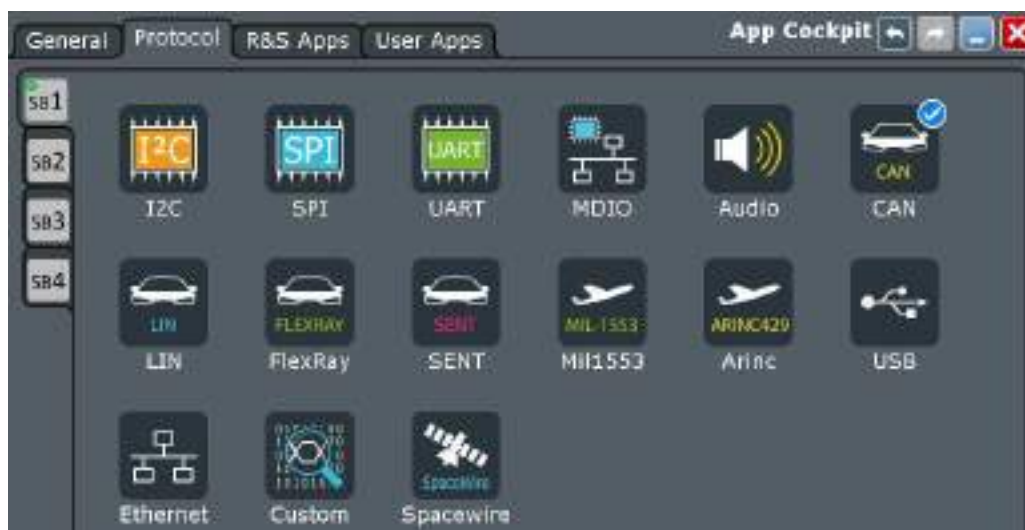 General Protocol R&S Apps User Apps App Cockpit
SB1
SB2
SB3
SB4
I²C SPI UART CAN
I2C SPI UART MDIO Audio CAN
LIN FLEXRAY SENT MIL-1553 ARINC429
LIN FlexRay SENT Mil1553 Arinc USB
SpaceWire
Ethernet Custom Spacewire